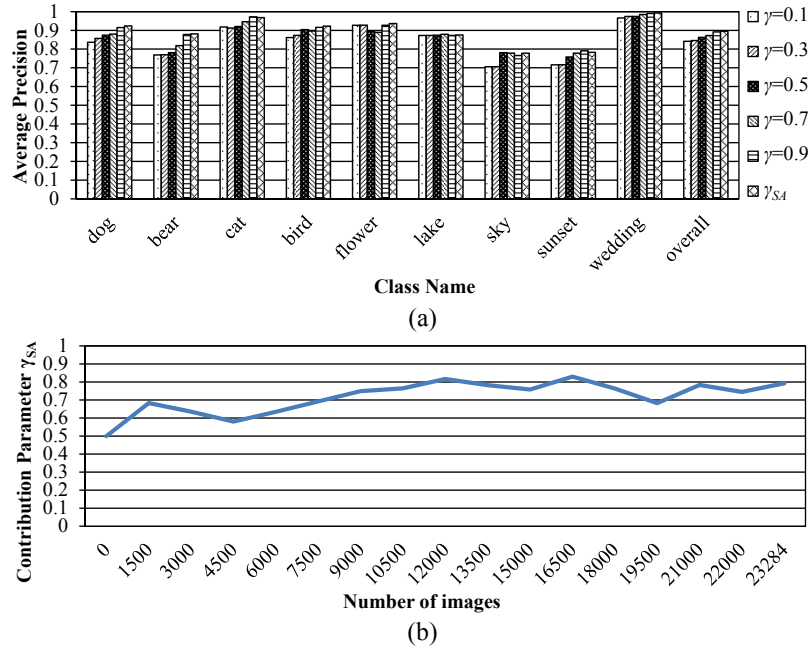 Average Precision
1
0.9
0.8
0.7
0.6
0.5
0.4
0.3
0.2
0.1
0
dog
bear
cat
bird
flower
lake
sky
sunset
wedding
overall
Class Name
γ=0.1
γ=0.3
γ=0.5
γ=0.7
γ=0.9
γSA
(a)
Contribution Parameter γSA
1
0.9
0.8
0.7
0.6
0.5
0.4
0.3
0.2
0.1
0
0
1500
3000
4500
6000
7500
9000
10500
12000
13500
15000
16500
18000
19500
21000
22000
23284
Number of images
(b)